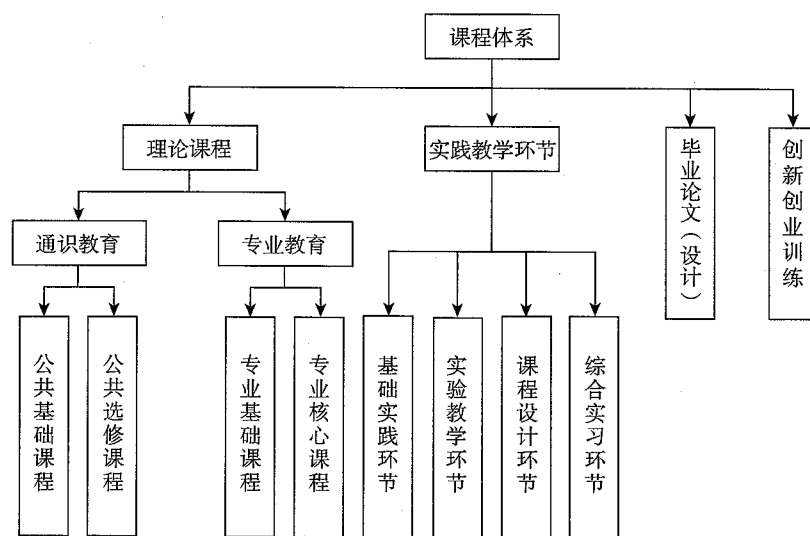 课程体系
理论课程
实践教学环节
毕业论文（设计）
创新创业训练
通识教育
专业教育
公共基础课程
公共选修课程
专业基础课程
专业核心课程
基础实践环节
实验教学环节
课程设计环节
综合实习环节